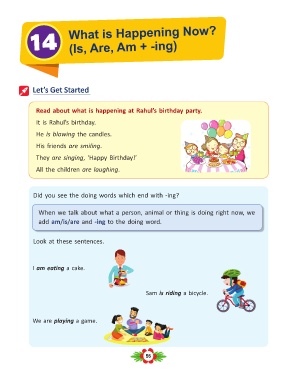 14
What is Happening Now?
(Is, Are, Am + -ing)
Let's Get Started
Read about what is happening at Rahul's birthday party.
It is Rahul's birthday.
He is blowing the candles.
His friends are smiling.
They are singing, 'Happy Birthday!'
All the children are laughing.
Did you see the doing words which end with -ing?
When we talk about what a person, animal or thing is doing right now, we
add am/is/are and -ing to the doing word.
Look at these sentences.
I am eating a cake.
Sam is riding a bicycle.
We are playing a game.